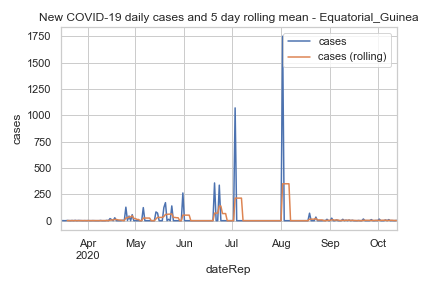 New COVID-19 daily cases and 5 day rolling mean - Equatorial_Guinea
cases
cases (rolling)
cases
1750
1500
1250
1000
750
500
250
0
Apr
2020
May
Jun
Jul
Aug
Sep
Oct
dateRep